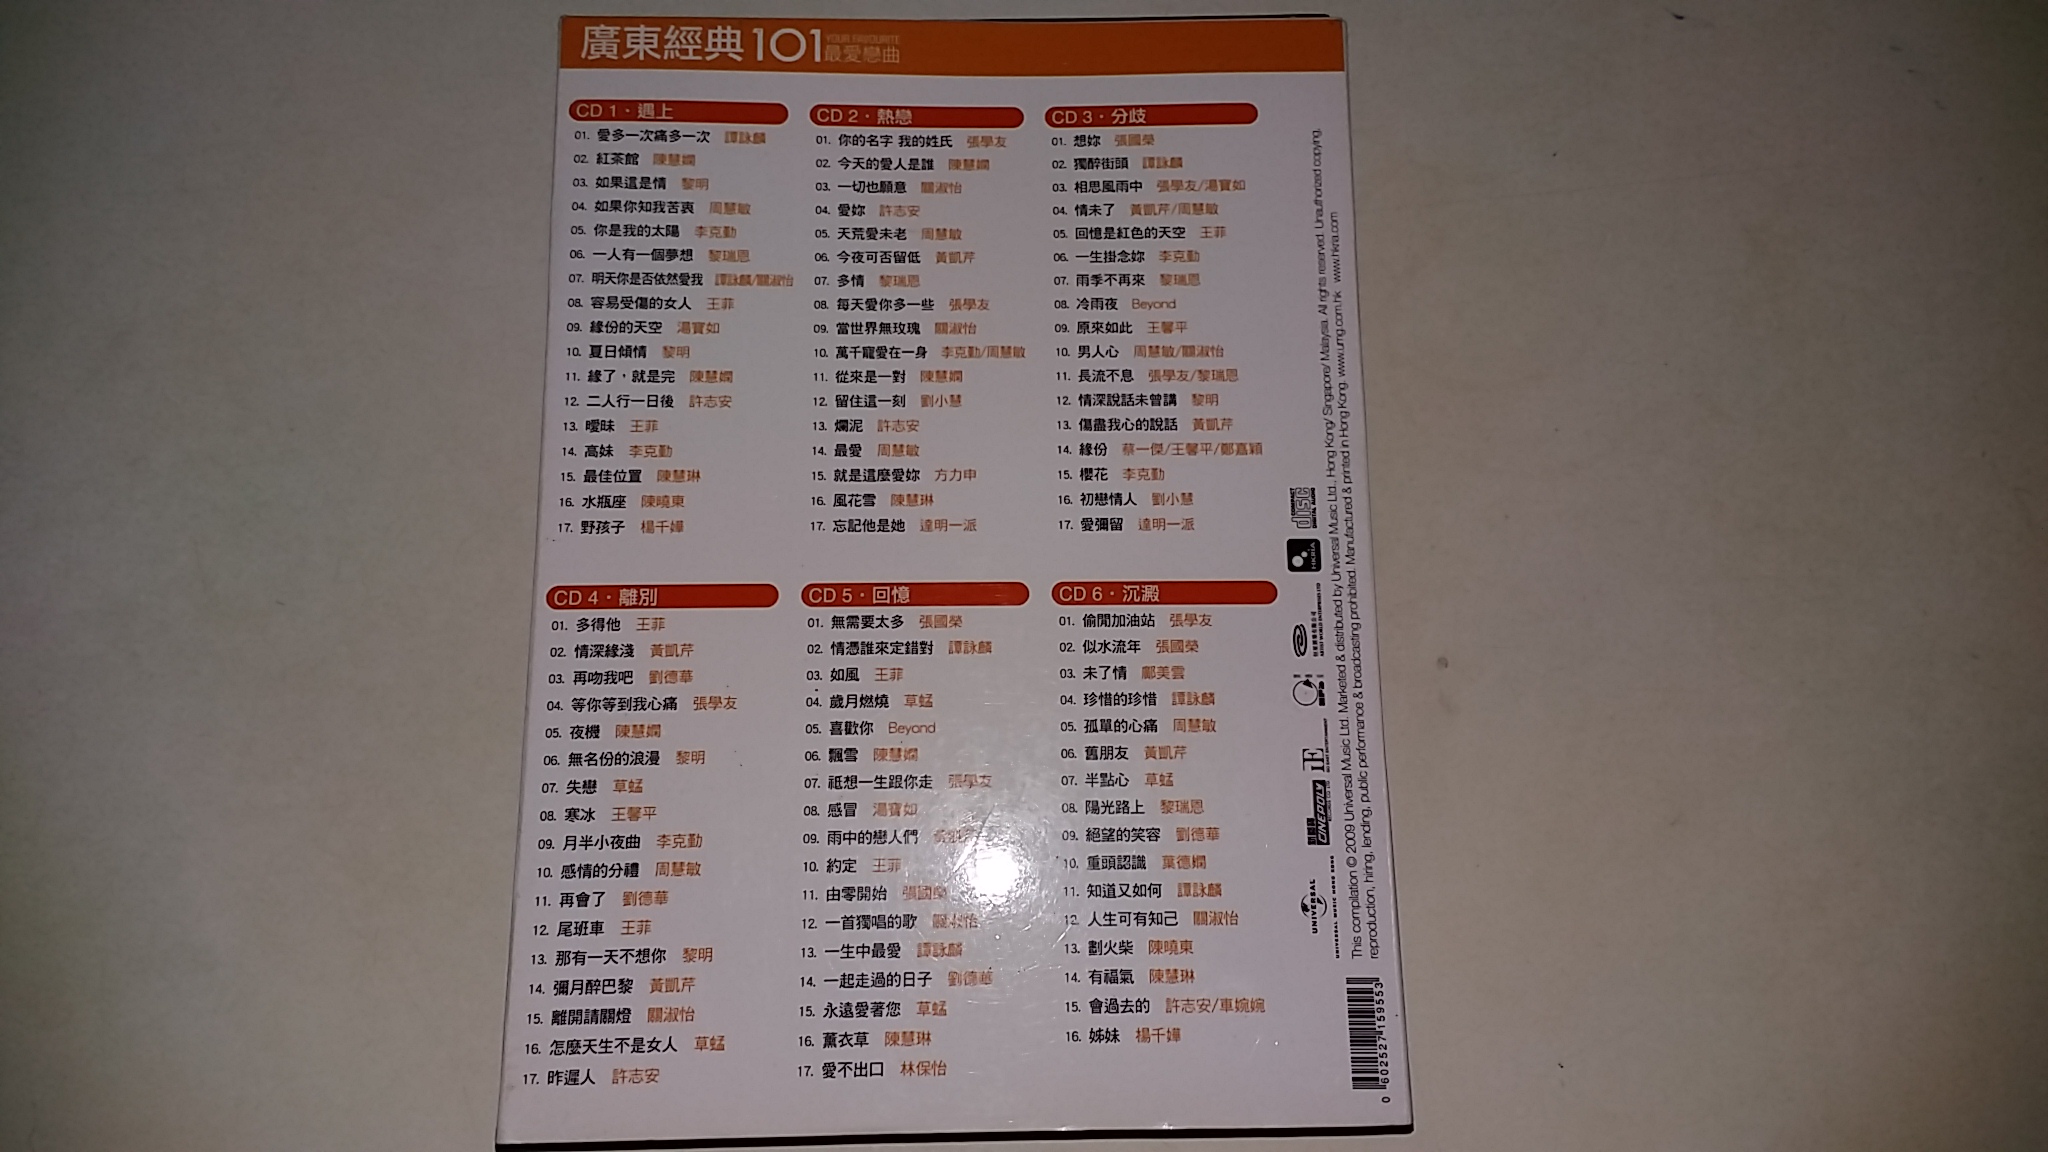 廣東經典101
YOUR FAVOURITE
最愛戀曲
CD 1・遇上
01. 愛多一次痛多一次 譚詠麟
02. 紅茶館 陳慧嫻
03. 如果這是情 黎明
04. 如果你知我苦衷 周慧敏
05. 你是我的太陽 李克勤
06. 一人有一個夢想 黎瑞恩
07. 明天你是否依然愛我 譚詠麟/關淑怡
08. 容易受傷的女人 王菲
09. 緣份的天空 湯寶如
10. 夏日傾情 黎明
11. 緣了，就是完 陳慧嫻
12. 二人行一日後 許志安
13. 曖昧 王菲
14. 高妹 李克勤
15. 最佳位置 陳慧琳
16. 水瓶座 陳曉東
17. 野孩子 楊千嬅
CD 2・熱戀
01. 你的名字 我的姓氏 張學友
02. 今天的愛人是誰 陳慧嫻
03. 一切也願意 關淑怡
04. 愛妳 許志安
05. 天荒愛未老 周慧敏
06. 今夜可否留低 黃凱芹
07. 多情 黎瑞恩
08. 每天愛你多一些 張學友
09. 當世界無玫瑰 關淑怡
10. 萬千寵愛在一身 李克勤/周慧敏
11. 從來是一對 陳慧嫻
12. 留住這一刻 劉小慧
13. 爛泥 許志安
14. 最愛 周慧敏
15. 就是這麼愛妳 方力申
16. 風花雪 陳慧琳
17. 忘記他是她 達明一派
CD 3・分歧
01. 想妳 張國榮
02. 獨醉街頭 譚詠麟
03. 相思風雨中 張學友/湯寶如
04. 情未了 黃凱芹/周慧敏
05. 回憶是紅色的天空 王菲
06. 一生掛念妳 李克勤
07. 雨季不再來 黎瑞恩
08. 冷雨夜 Beyond
09. 原來如此 王馨平
10. 男人心 周慧敏/關淑怡
11. 長流不息 張學友/黎瑞恩
12. 情深說話未曾講 黎明
13. 傷盡我心的說話 黃凱芹
14. 緣份 蔡一傑/王馨平/鄭嘉穎
15. 櫻花 李克勤
16. 初戀情人 劉小慧
17. 愛彌留 達明一派
CD 4・離別
01. 多得他 王菲
02. 情深緣淺 黃凱芹
03. 再吻我吧 劉德華
04. 等你等到我心痛 張學友
05. 夜機 陳慧嫻
06. 無名份的浪漫 黎明
07. 失戀 草蜢
08. 寒冰 王馨平
09. 月半小夜曲 李克勤
10. 感情的分禮 周慧敏
11. 再會了 劉德華
12. 尾班車 王菲
13. 那有一天不想你 黎明
14. 彌月醉巴黎 黃凱芹
15. 離開請關燈 關淑怡
16. 怎麼天生不是女人 草蜢
17. 昨遲人 許志安
CD 5・回憶
01. 無需要太多 張國榮
02. 情憑誰來定錯對 譚詠麟
03. 如風 王菲
04. 歲月燃燒 草蜢
05. 喜歡你 Beyond
06. 飄雪 陳慧嫻
07. 祗想一生跟你走 張學友
08. 感冒 湯寶如
09. 雨中的戀人們
10. 約定 王菲
11. 由零開始 張國榮
12. 一首獨唱的歌 關淑怡
13. 一生中最愛 譚詠麟
14. 一起走過的日子 劉德華
15. 永遠愛著您 草蜢
16. 薰衣草 陳慧琳
17. 愛不出口 林保怡
CD 6・沉澱
01. 偷閒加油站 張學友
02. 似水流年 張國榮
03. 未了情 鄺美雲
04. 珍惜的珍惜 譚詠麟
05. 孤單的心痛 周慧敏
06. 舊朋友 黃凱芹
07. 半點心 草蜢
08. 陽光路上 黎瑞恩
09. 絕望的笑容 劉德華
10. 重頭認識 葉德嫻
11. 知道又如何 譚詠麟
12. 人生可有知己 關淑怡
13. 劃火柴 陳曉東
14. 有福氣 陳慧琳
15. 會過去的 許志安/車婉婉
16. 姊妹 楊千嬅
COMPACT disc DIGITAL AUDIO
HKRIA
CINEPOLY
UNIVERSAL
UNIVERSAL MUSIC HONG KONG
This compilation © 2009 Universal Music Ltd. Marketed & distributed by Universal Music Ltd., Hong Kong/ Singapore/ Malaysia. All rights reserved. Unauthorized copying,
reproduction, hiring, lending, public performance & broadcasting prohibited. Manufactured & printed in Hong Kong. www.umg.com.hk www.hkria.com
0 602527 159553